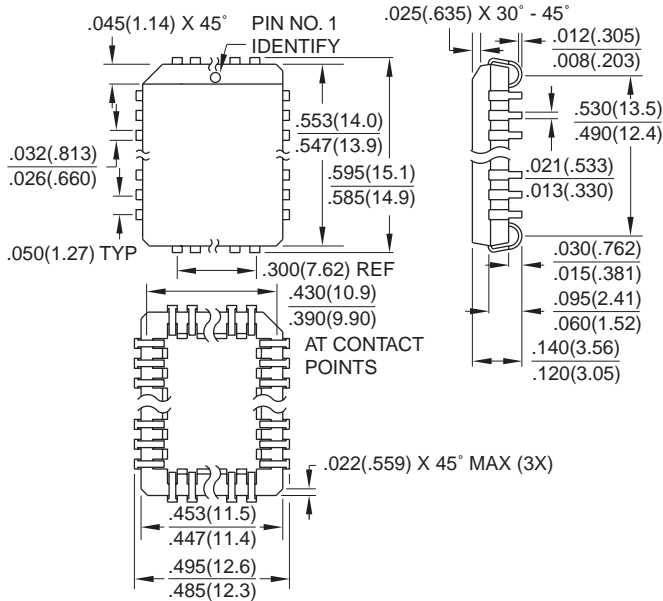 .045(1.14) X 45˚
PIN NO. 1
IDENTIFY
.025(.635) X 30˚ - 45˚
.012(.305)
.008(.203)
.553(14.0)
.547(13.9)
.595(15.1)
.585(14.9)
.032(.813)
.026(.660)
.050(1.27) TYP
.530(13.5)
.490(12.4)
.021(.533)
.013(.330)
.300(7.62) REF
.430(10.9)
.390(9.90)
AT CONTACT
POINTS
.030(.762)
.015(.381)
.095(2.41)
.060(1.52)
.140(3.56)
.120(3.05)
.022(.559) X 45˚ MAX (3X)
.453(11.5)
.447(11.4)
.495(12.6)
.485(12.3)